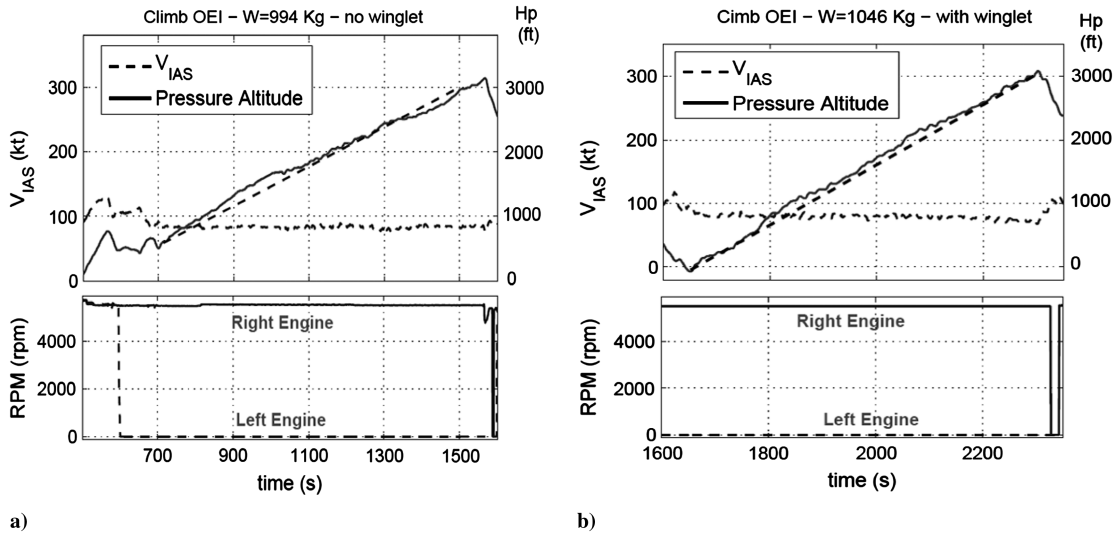 Climb OEI – W=994 Kg – no winglet
Hp
(ft)
V_IAS
Pressure Altitude
300
200
100
0
V_IAS (kt)
3000
2000
1000
0
4000
2000
0
RPM (rpm)
Right Engine
Left Engine
700 900 1100 1300 1500
time (s)
a)
Cimb OEI – W=1046 Kg – with winglet
Hp
(ft)
V_IAS
Pressure Altitude
300
200
100
0
V_IAS (kt)
3000
2000
1000
0
4000
2000
0
RPM (rpm)
Right Engine
Left Engine
1600 1800 2000 2200
time (s)
b)